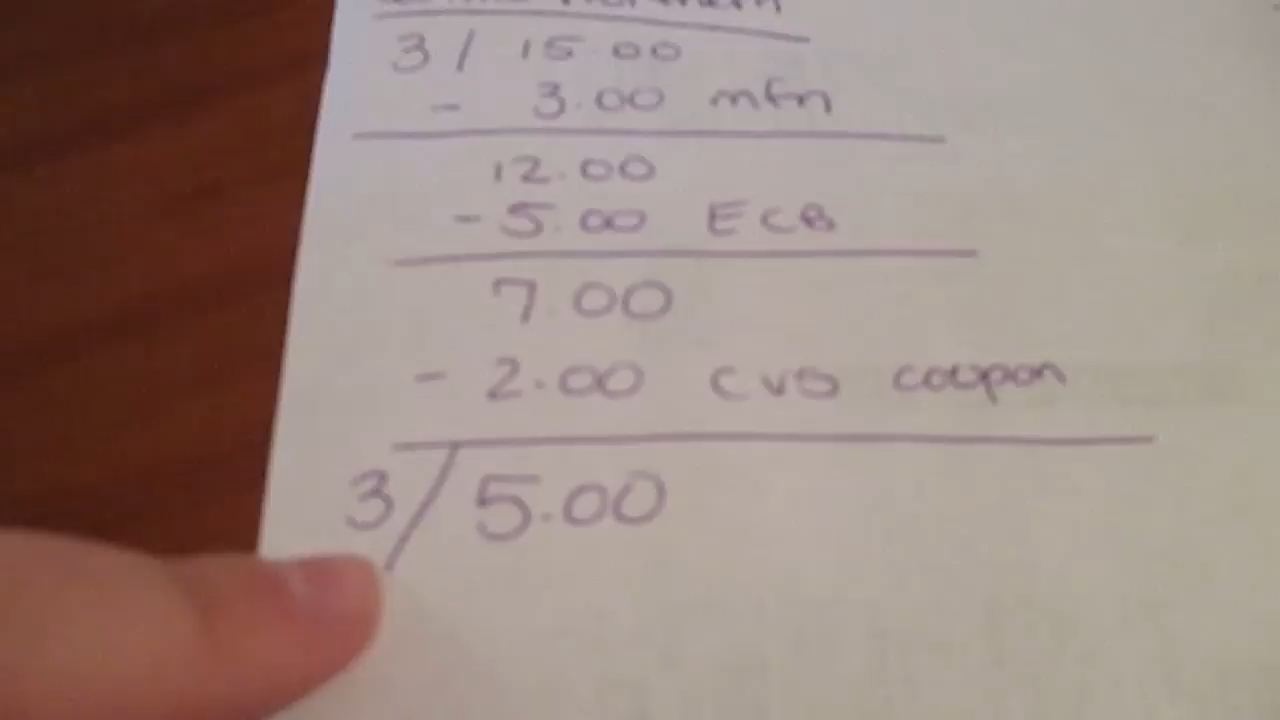 3 / 15.00
- 3.00 mfn
12.00
- 5.00 ECB
7.00
- 2.00 CVS coupon
3/ 5.00